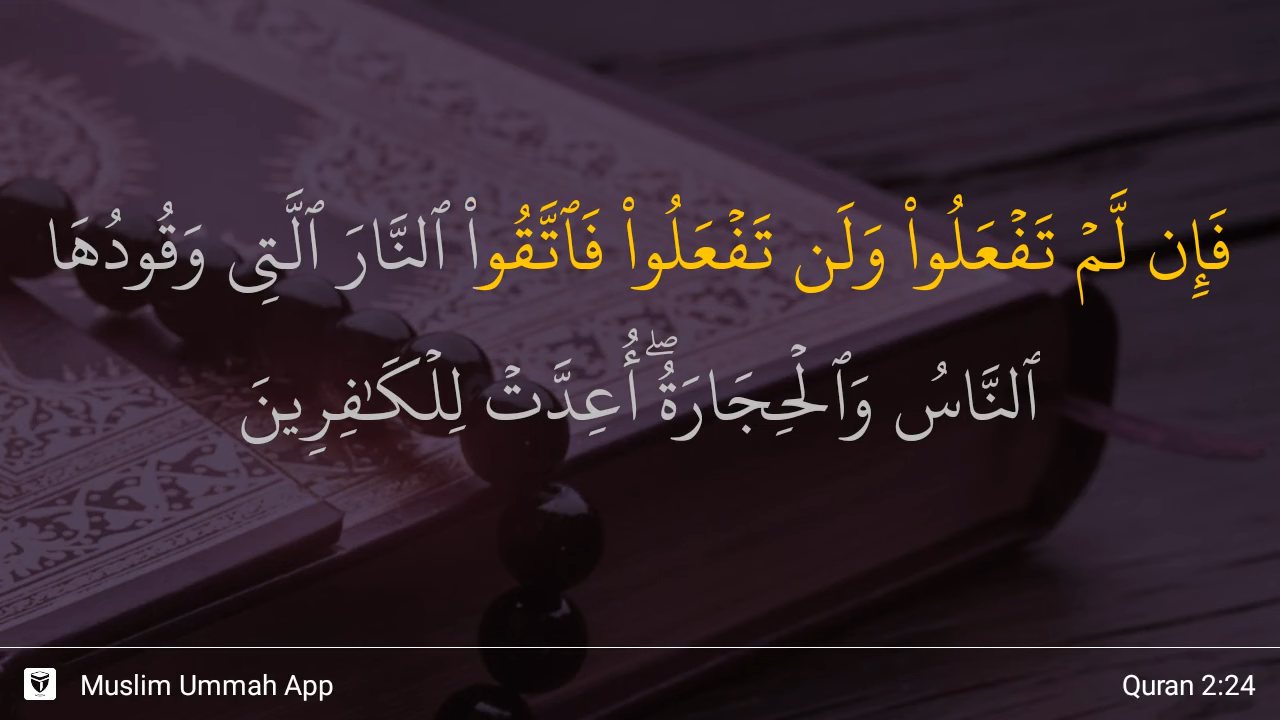 فَإِن لَّمْ تَفْعَلُوا۟ وَلَن تَفْعَلُوا۟ فَٱتَّقُوا۟ ٱلنَّارَ ٱلَّتِى وَقُودُهَا
ٱلنَّاسُ وَٱلْحِجَارَةُ ۖ أُعِدَّتْ لِلْكَـٰفِرِينَ
Muslim Ummah App
Quran 2:24